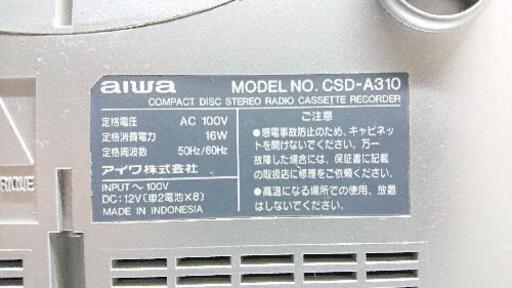 aiwa
MODEL NO. CSD-A310
COMPACT DISC STEREO RADIO CASSETTE RECORDER
定格電圧 AC 100V
定格消費電力 16W
定格周波数 50Hz/60Hz
アイワ株式会社
INPUT～100V
DC:12V(単2電池×8)
MADE IN INDONESIA
ご注意
●感電事故防止のため、キャビネッ
トを開けないでください。万一
故障した場合には、保証書に記載
の取扱店に修理をご依頼ください。
●高温になる場所での使用、放置
はしないでください。